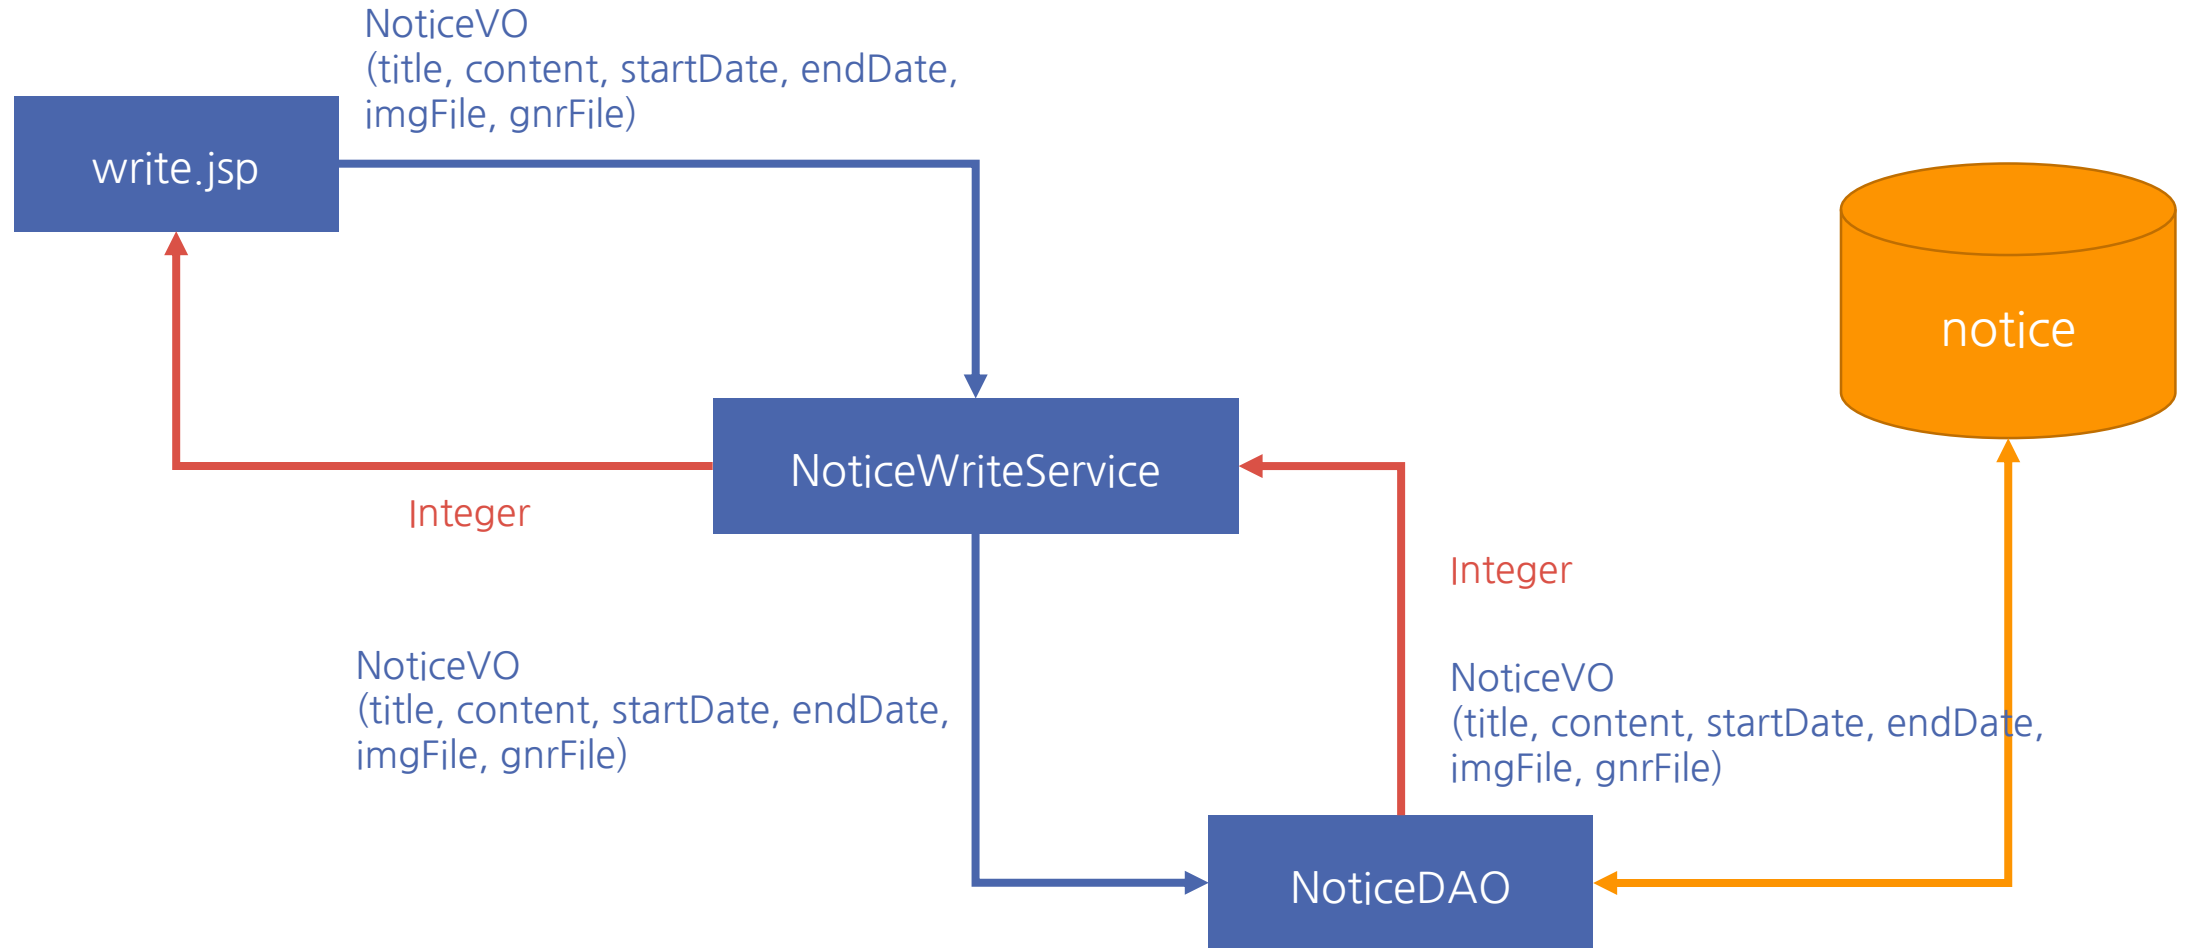 NoticeVO
(title, content, startDate, endDate,
imgFile, gnrFile)
write.jsp
notice
NoticeWriteService
Integer
Integer
NoticeVO
(title, content, startDate, endDate,
imgFile, gnrFile)
NoticeVO
(title, content, startDate, endDate,
imgFile, gnrFile)
NoticeDAO